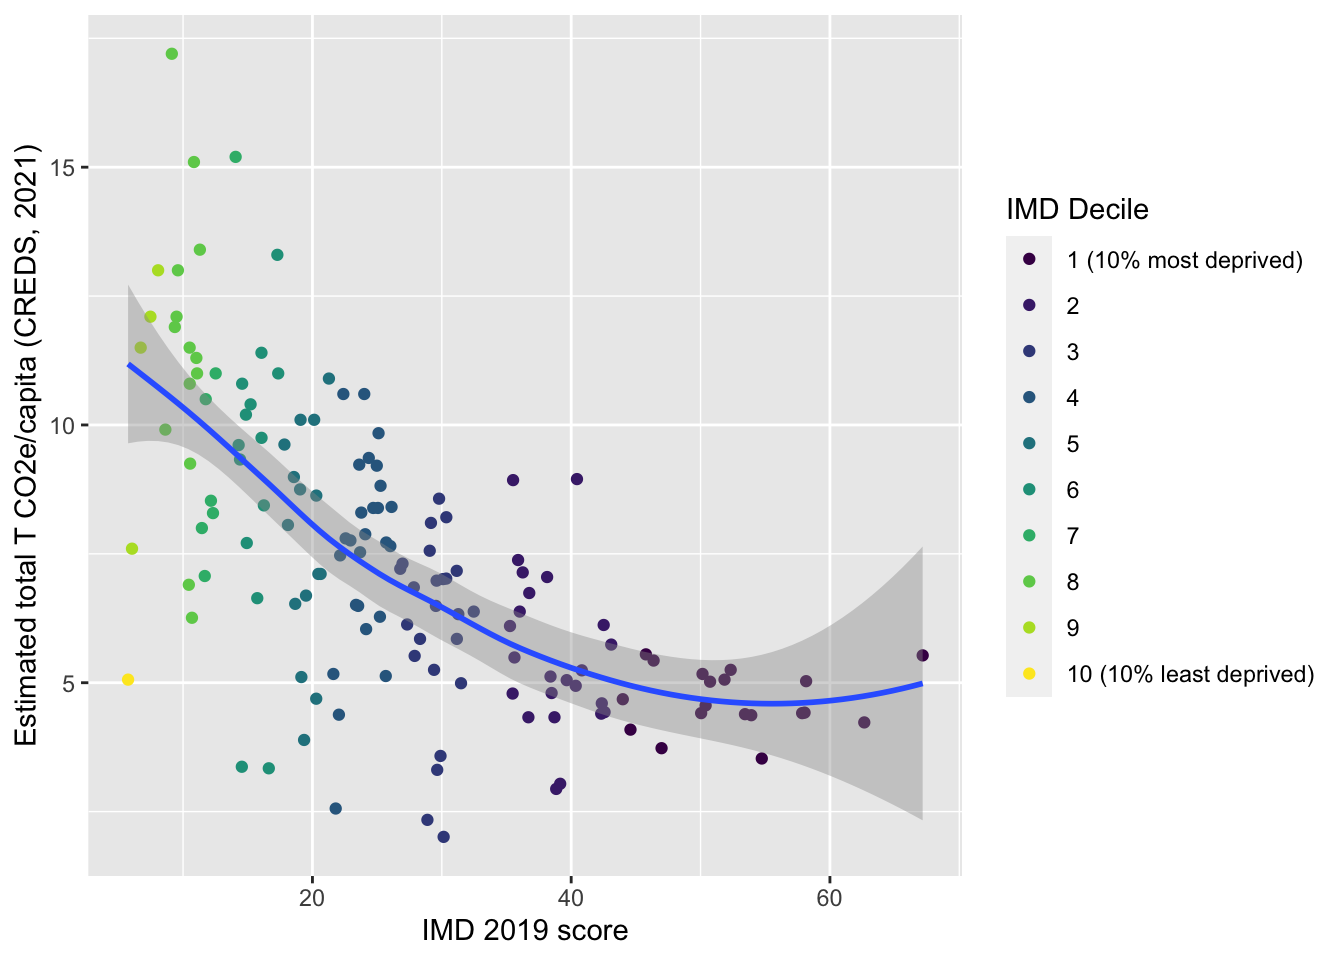 Estimated total T CO2e/capita (CREDS, 2021)
15
10
5
20
40
60
IMD 2019 score
IMD Decile
1 (10% most deprived)
2
3
4
5
6
7
8
9
10 (10% least deprived)